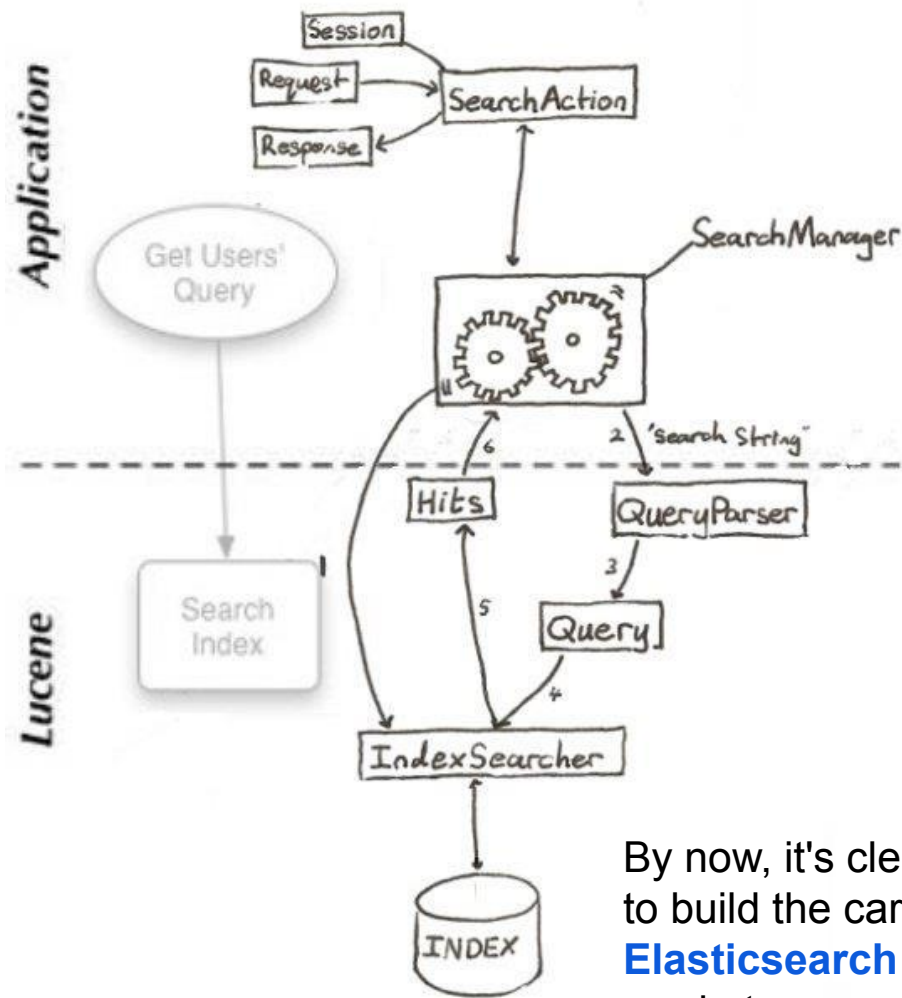 Application
Session
Request
SearchAction
Response
Get Users'
Query
SearchManager
2 "search String"
6
Hits
QueryParser
3
1
Search
Index
5
Query
4
Lucene
IndexSearcher
INDEX
By now, it's cle
to build the car
Elasticsearch